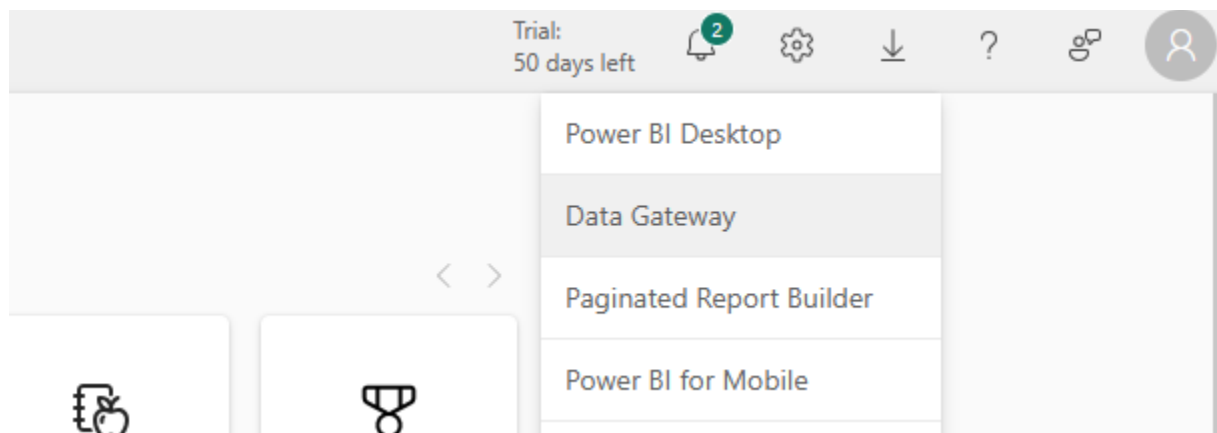 Trial:
50 days left
2
?
Power BI Desktop
Data Gateway
Paginated Report Builder
Power BI for Mobile